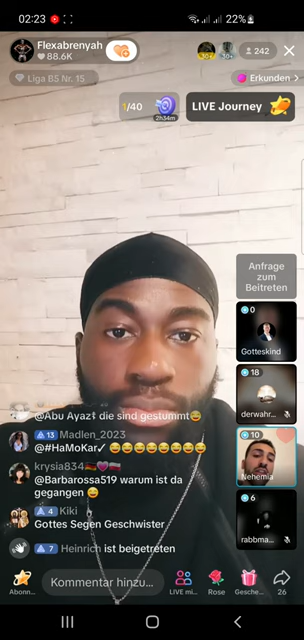 02:23
22%
Flexabrenyah
88.6K
242
Liga B5 Nr. 15
Erkunden >
1/40
2h34m
LIVE Journey
Anfrage
zum
Beitreten
0
Gotteskind
18
derwahr...
10
Nehemia
6
rabbma...
@Abu Ayaz‡ die sind gestummt😅
13 Madlen_2023
@#HaMoKar✓ 😂😂😂😂😂😂😂😂
krysia834🇩🇪💜🇵🇱
@Barbarossa519 warum ist da
gegangen 😅
4 Kiki
Gottes Segen Geschwister
7 Heinrich ist beigetreten
Abonn...
Kommentar hinzu...
LIVE mi...
Rose
Gesche...
26